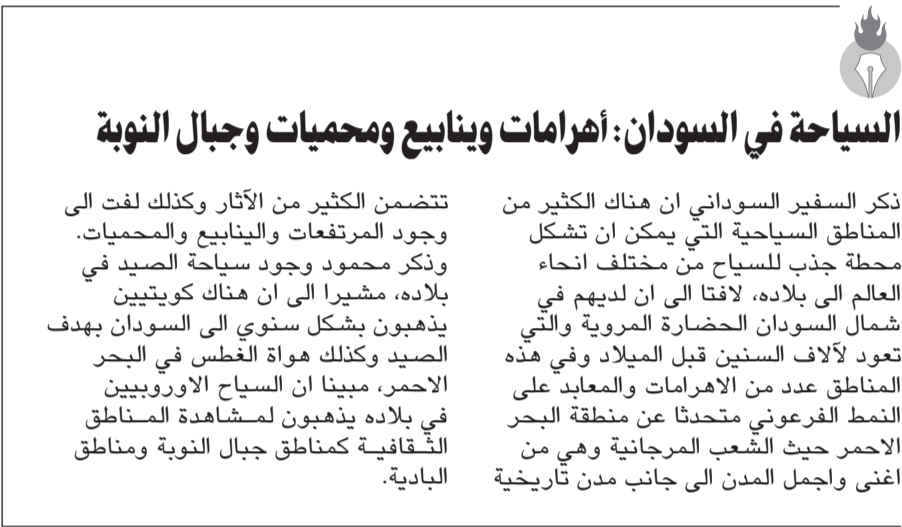 السياحة في السودان: أهرامات وينابيع ومحميات وجبال النوبة
ذكر السفير السوداني ان هناك الكثير من
المناطق السياحية التي يمكن ان تشكل
محطة جذب للسياح من مختلف انحاء
العالم الى بلاده، لافتا الى ان لديهم في
شمال السودان الحضارة المروية والتي
تعود لآلاف السنين قبل الميلاد وفي هذه
المناطق عدد من الاهرامات والمعابد على
النمط الفرعوني متحدثا عن منطقة البحر
الاحمر حيث الشعب المرجانية وهي من
اغنى واجمل المدن الى جانب مدن تاريخية
تتضمن الكثير من الآثار وكذلك لفت الى
وجود المرتفعات والينابيع والمحميات.
وذكر محمود وجود سياحة الصيد في
بلاده، مشيرا الى ان هناك كويتيين
يذهبون بشكل سنوي الى السودان بهدف
الصيد وكذلك هواة الغطس في البحر
الاحمر، مبينا ان السياح الاوروبيين
في بلاده يذهبون لمـشاهدة المـناطق
الثـقافيـة كمناطق جبال النوبة ومناطق
البادية.